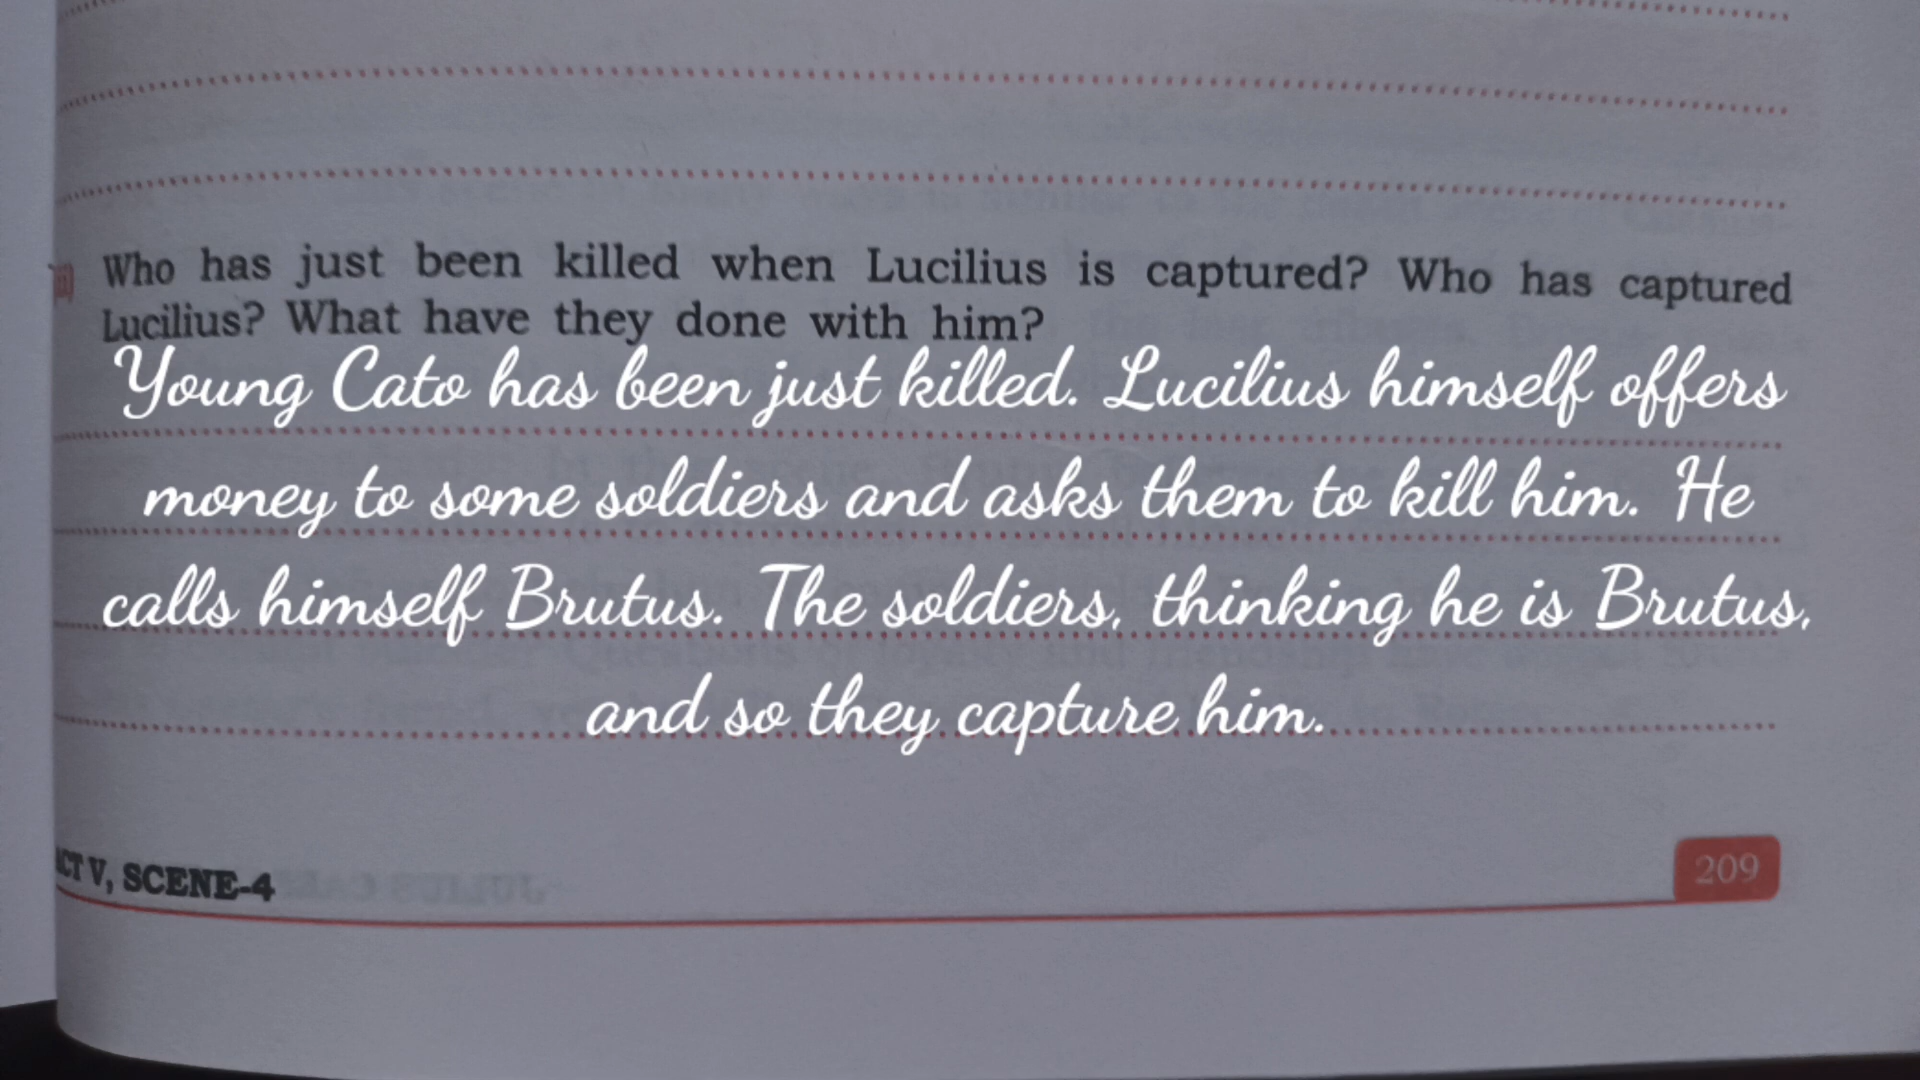 Who has just been killed when Lucilius is captured? Who has captured
Lucilius? What have they done with him?
Young Cato has been just killed. Lucilius himself offers
money to some soldiers and asks them to kill him. He
calls himself Brutus. The soldiers, thinking he is Brutus,
and so they capture him.
ACT V, SCENE-4
209